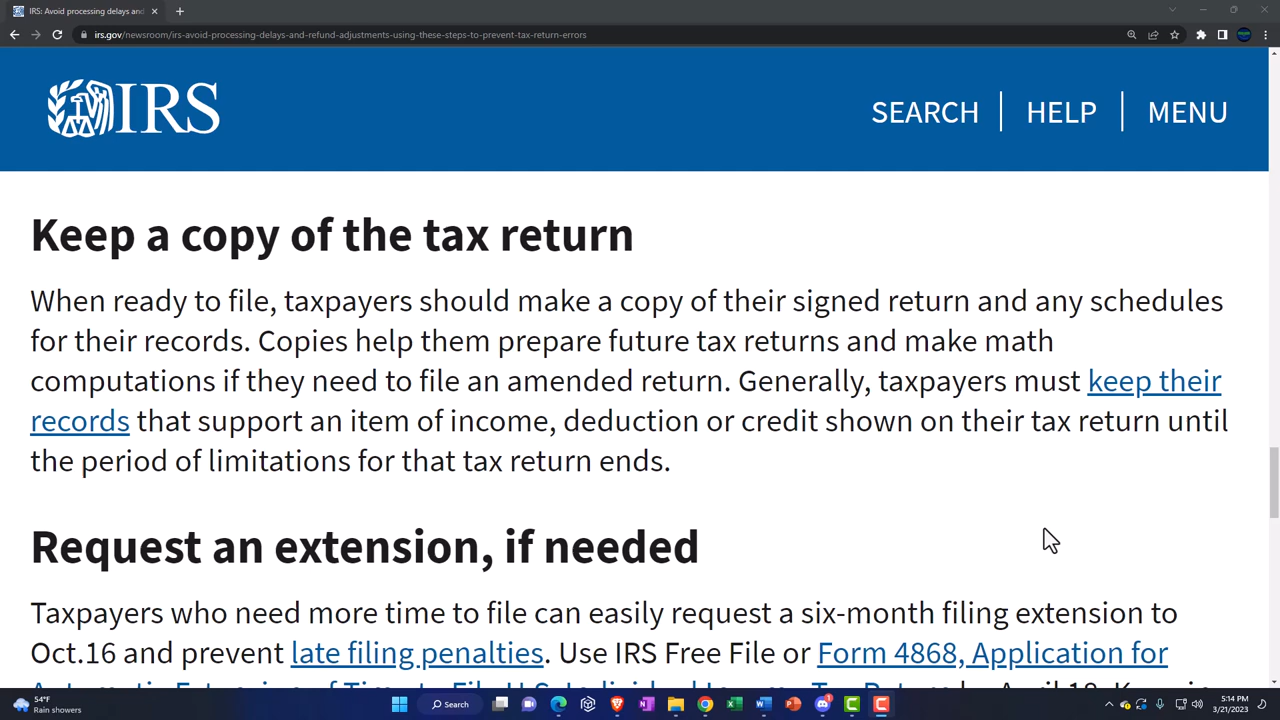 IRS: Avoid processing delays and
irs.gov/newsroom/irs-avoid-processing-delays-and-refund-adjustments-using-these-steps-to-prevent-tax-return-errors
IRS
SEARCH
HELP
MENU
Keep a copy of the tax return
When ready to file, taxpayers should make a copy of their signed return and any schedules
for their records. Copies help them prepare future tax returns and make math
computations if they need to file an amended return. Generally, taxpayers must keep their
records that support an item of income, deduction or credit shown on their tax return until
the period of limitations for that tax return ends.
Request an extension, if needed
Taxpayers who need more time to file can easily request a six-month filing extension to
Oct.16 and prevent late filing penalties. Use IRS Free File or Form 4868, Application for
54°F
Rain showers
Search
5:14 PM
3/21/2023